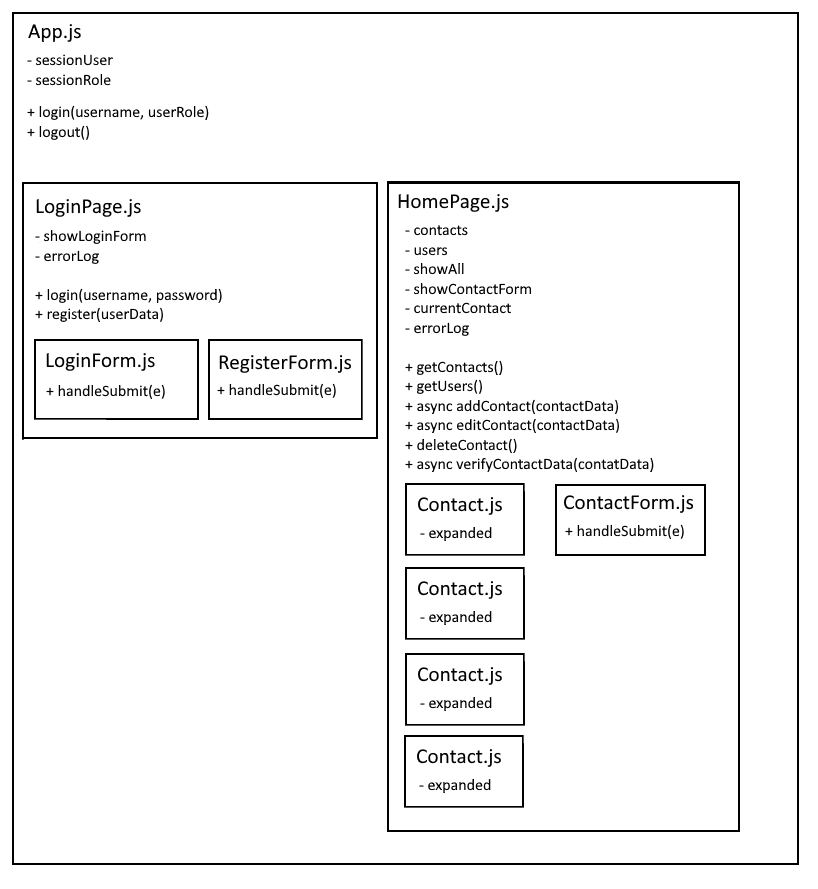 App.js
- sessionUser
- sessionRole
+ login(username, userRole)
+ logout()
LoginPage.js
- showLoginForm
- errorLog
+ login(username, password)
+ register(userData)
LoginForm.js
+ handleSubmit(e)
RegisterForm.js
+ handleSubmit(e)
HomePage.js
- contacts
- users
- showAll
- showContactForm
- currentContact
- errorLog
+ getContacts()
+ getUsers()
+ async addContact(contactData)
+ async editContact(contactData)
+ deleteContact()
+ async verifyContactData(contatData)
Contact.js
- expanded
ContactForm.js
+ handleSubmit(e)
Contact.js
- expanded
Contact.js
- expanded
Contact.js
- expanded